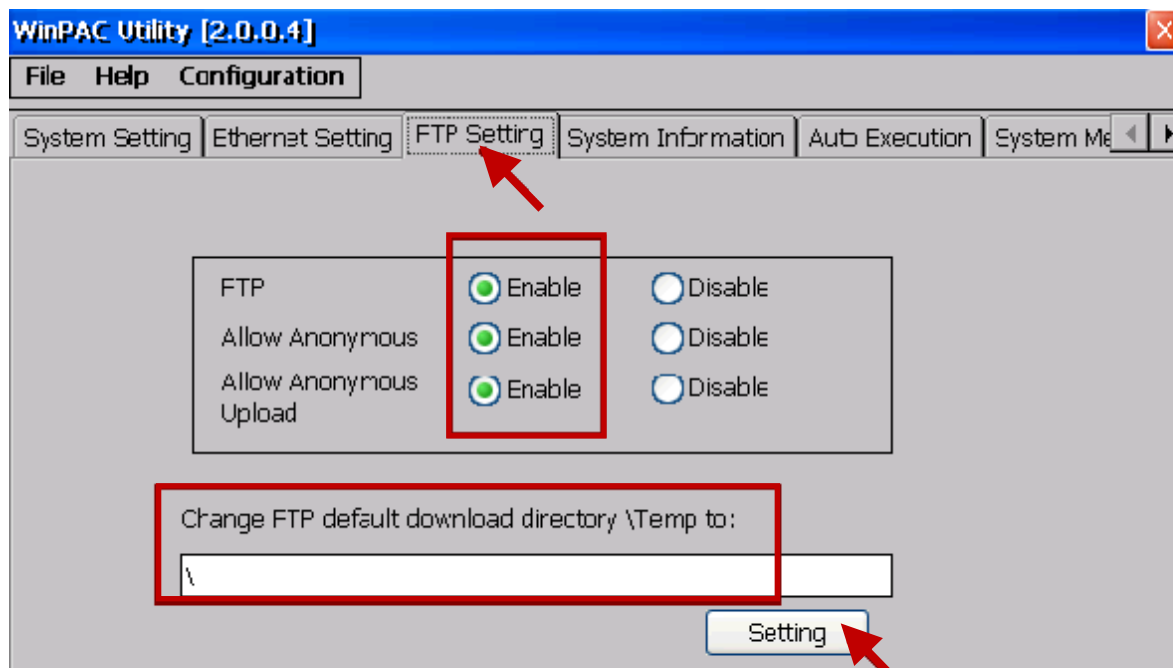 WinPAC Utility [2.0.0.4]
File Help Configuration
System Setting Ethernet Setting FTP Setting System Information Auto Execution System Me
FTP Enable Disable
Allow Anonymous Enable Disable
Allow Anonymous Upload Enable Disable
Change FTP default download directory \Temp to:
\
Setting